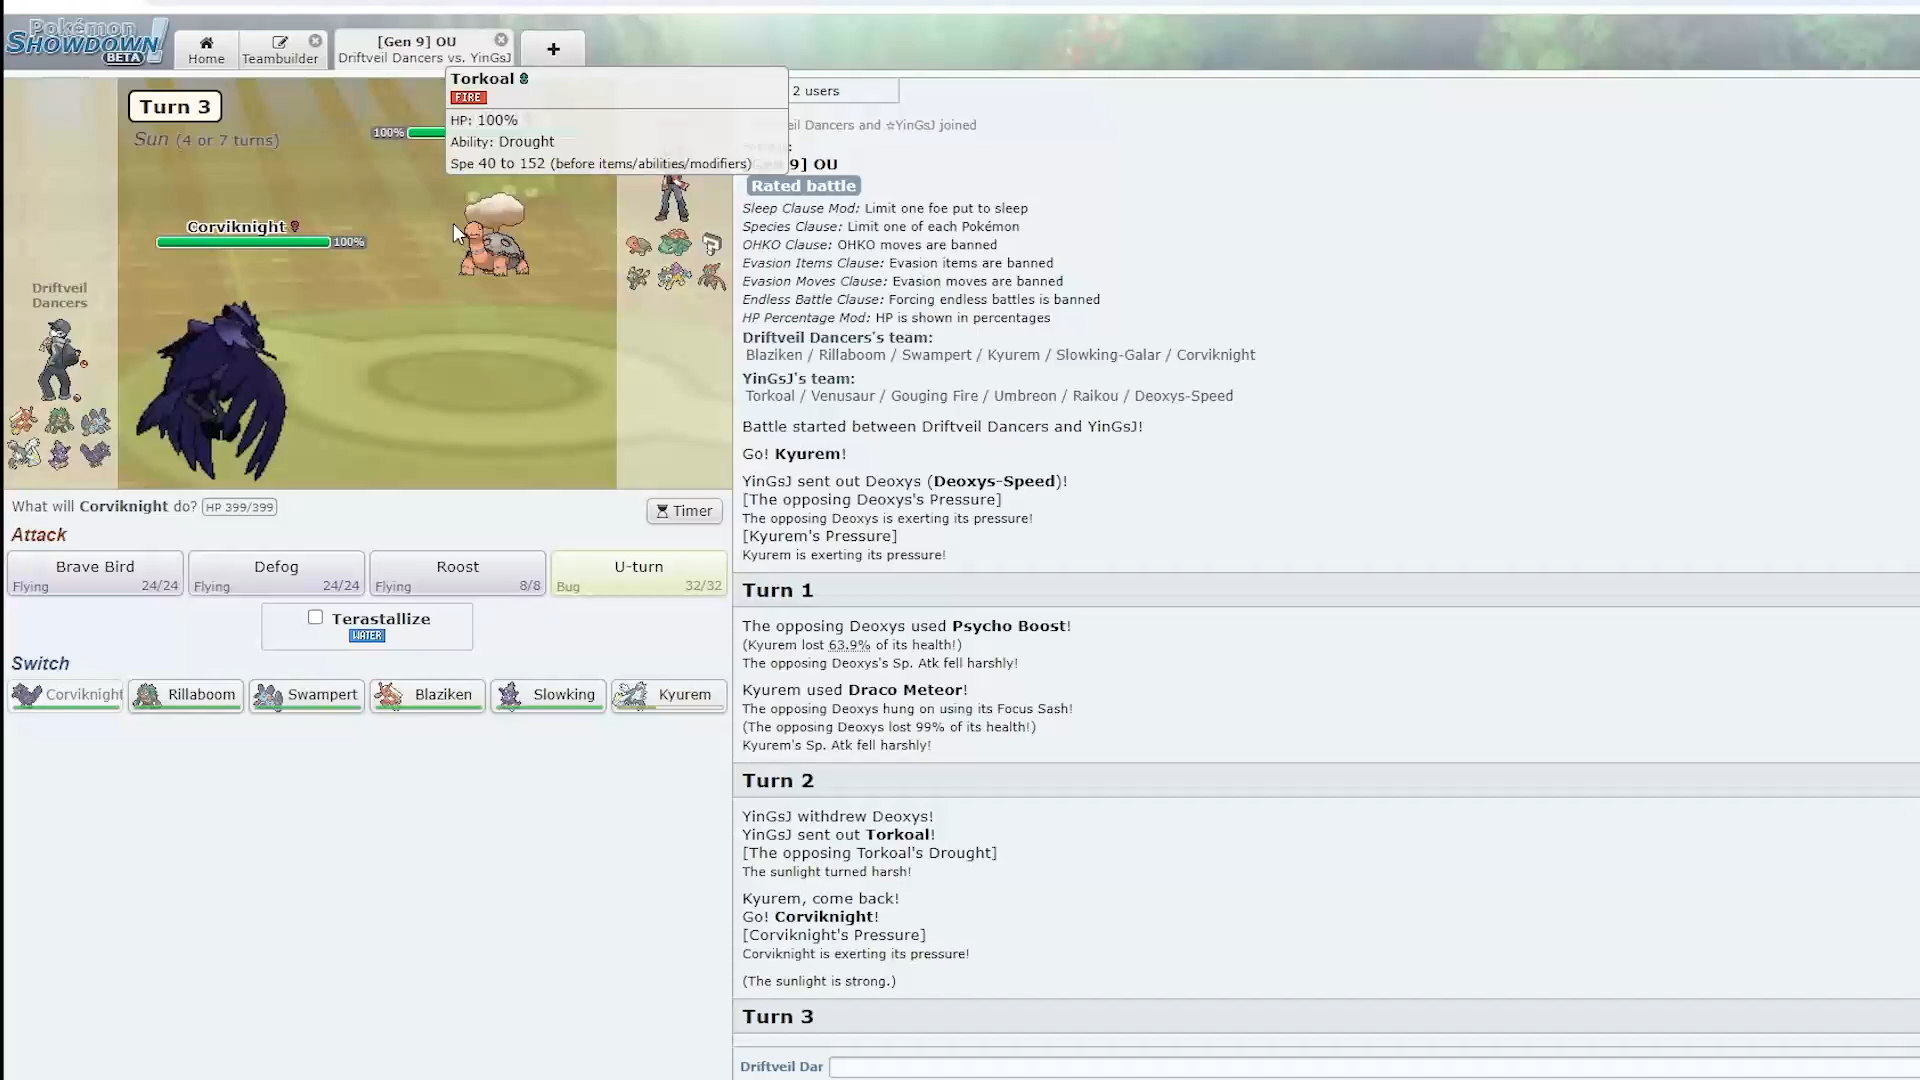 Pokémon
SHOWDOWN!
BETA
Home
Teambuilder
[Gen 9] OU
Driftveil Dancers vs. YinGsJ
+
Torkoal
FIRE
HP: 100%
Ability: Drought
Spe 40 to 152 (before items/abilities/modifiers)
Turn 3
Sun (4 or 7 turns)
100%
Corviknight
100%
Driftveil
Dancers
?
What will Corviknight do? HP 399/399
Timer
Attack
Brave Bird
Flying 24/24
Defog
Flying 24/24
Roost
Flying 8/8
U-turn
Bug 32/32
Terastallize
WATER
Switch
Corviknight
Rillaboom
Swampert
Blaziken
Slowking
Kyurem
2 users
eil Dancers and ☆YinGsJ joined
9] OU
Rated battle
Sleep Clause Mod: Limit one foe put to sleep
Species Clause: Limit one of each Pokémon
OHKO Clause: OHKO moves are banned
Evasion Items Clause: Evasion items are banned
Evasion Moves Clause: Evasion moves are banned
Endless Battle Clause: Forcing endless battles is banned
HP Percentage Mod: HP is shown in percentages
Driftveil Dancers's team:
Blaziken / Rillaboom / Swampert / Kyurem / Slowking-Galar / Corviknight
YinGsJ's team:
Torkoal / Venusaur / Gouging Fire / Umbreon / Raikou / Deoxys-Speed
Battle started between Driftveil Dancers and YinGsJ!
Go! Kyurem!
YinGsJ sent out Deoxys (Deoxys-Speed)!
[The opposing Deoxys's Pressure]
The opposing Deoxys is exerting its pressure!
[Kyurem's Pressure]
Kyurem is exerting its pressure!
Turn 1
The opposing Deoxys used Psycho Boost!
(Kyurem lost 63.9% of its health!)
The opposing Deoxys's Sp. Atk fell harshly!
Kyurem used Draco Meteor!
The opposing Deoxys hung on using its Focus Sash!
(The opposing Deoxys lost 99% of its health!)
Kyurem's Sp. Atk fell harshly!
Turn 2
YinGsJ withdrew Deoxys!
YinGsJ sent out Torkoal!
[The opposing Torkoal's Drought]
The sunlight turned harsh!
Kyurem, come back!
Go! Corviknight!
[Corviknight's Pressure]
Corviknight is exerting its pressure!
(The sunlight is strong.)
Turn 3
Driftveil Dar